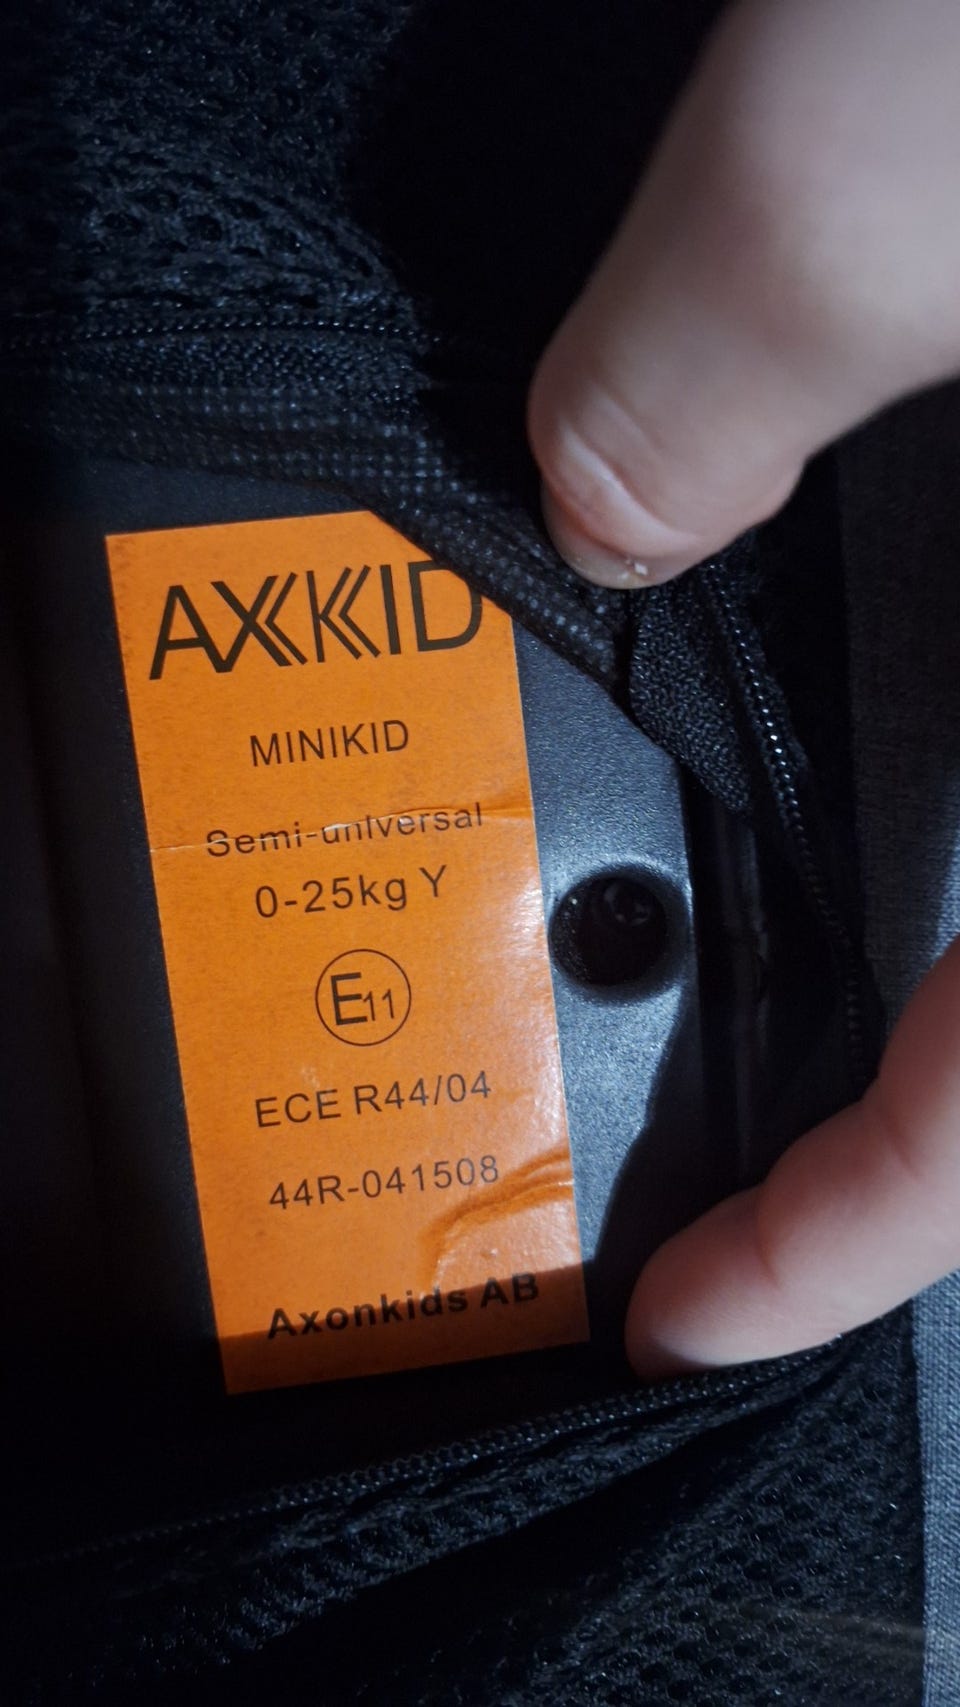 AXKID
MINIKID
Semi-universal
0-25kg Y
E11
ECE R44/04
44R-041508
Axonkids AB